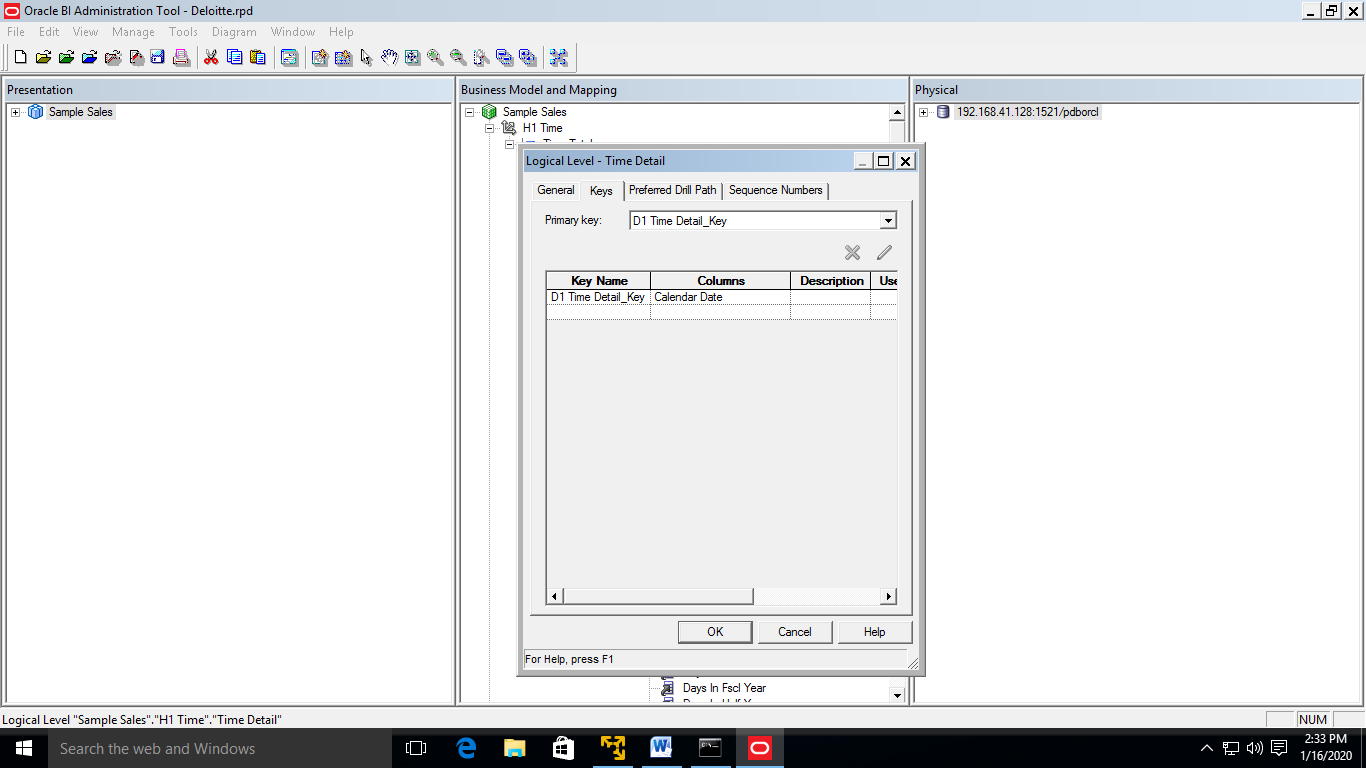 Oracle BI Administration Tool - Deloitte.rpd
File Edit View Manage Tools Diagram Window Help
Presentation
Sample Sales
Business Model and Mapping
Sample Sales
H1 Time
Physical
192.168.41.128:1521/pdborcl
Logical Level - Time Detail
General Keys Preferred Drill Path Sequence Numbers
Primary key: D1 Time Detail_Key
Key Name Columns Description Use
D1 Time Detail_Key Calendar Date
OK Cancel Help
For Help, press F1
Days In Fscl Year
Logical Level "Sample Sales"."H1 Time"."Time Detail"
NUM
Search the web and Windows
2:33 PM
1/16/2020